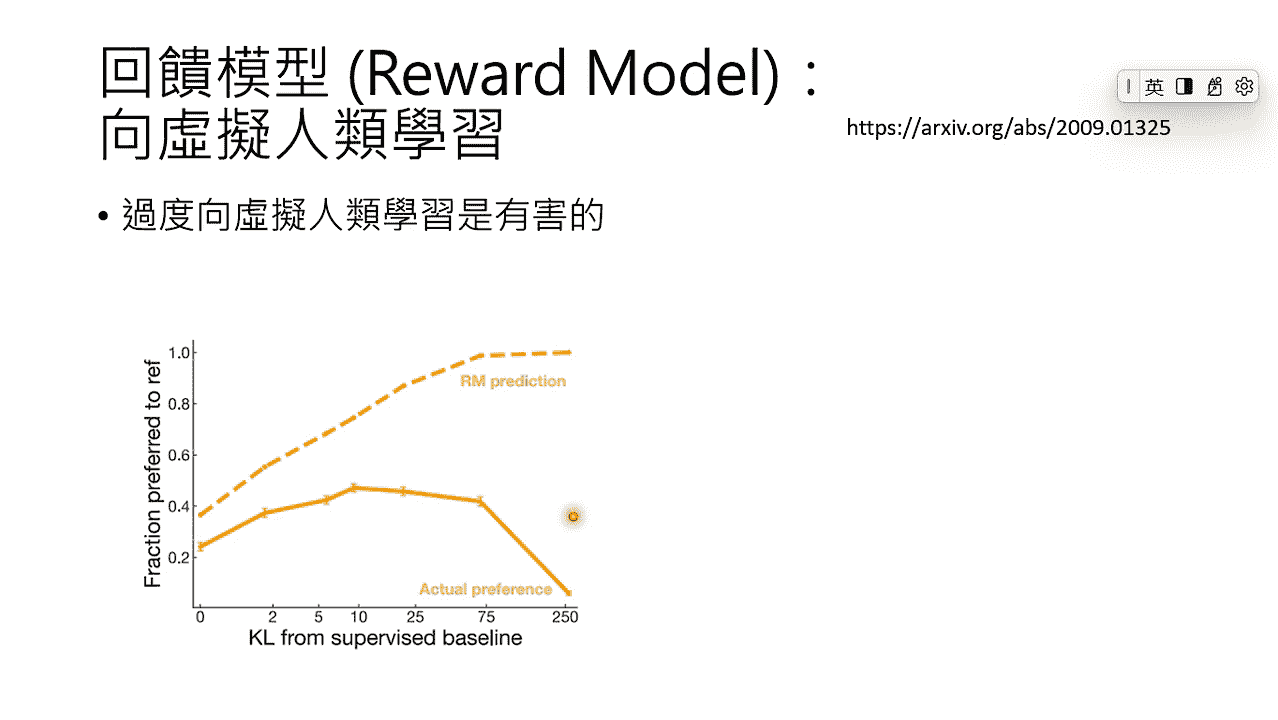 回饋模型 (Reward Model)：
向虛擬人類學習
英
https://arxiv.org/abs/2009.01325
• 過度向虛擬人類學習是有害的
Fraction preferred to ref
1.0
0.8
0.6
0.4
0.2
RM prediction
Actual preference
0 2 5 10 25 75 250
KL from supervised baseline